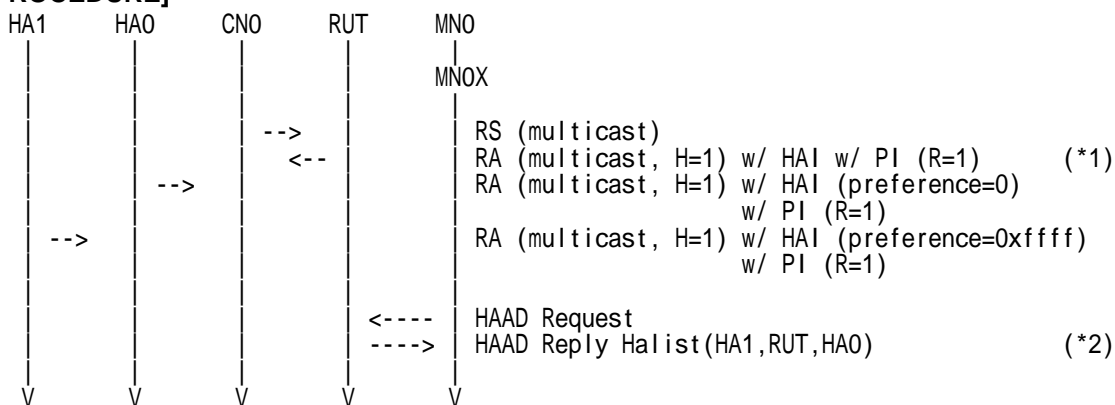 ROCEDURE]
HA1 HA0 CN0 RUT MN0
MN0X
--> RS (multicast)
<-- RA (multicast, H=1) w/ HAI w/ PI (R=1) (*1)
--> RA (multicast, H=1) w/ HAI (preference=0)
w/ PI (R=1)
--> RA (multicast, H=1) w/ HAI (preference=0xffff)
w/ PI (R=1)
<---- HAAD Request
----> HAAD Reply Halist(HA1,RUT,HA0) (*2)
V V V V V